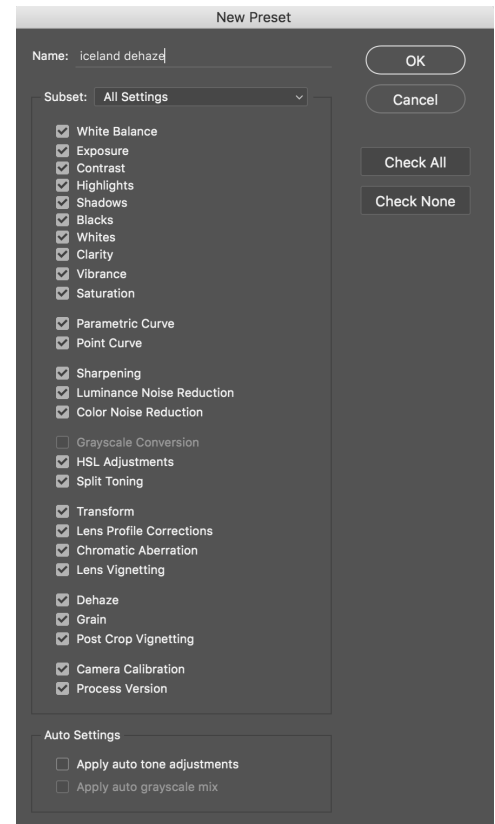 New Preset
Name: iceland dehaze
OK
Subset: All Settings
Cancel
White Balance
Exposure
Contrast
Highlights
Shadows
Blacks
Whites
Clarity
Vibrance
Saturation
Check All
Check None
Parametric Curve
Point Curve
Sharpening
Luminance Noise Reduction
Color Noise Reduction
Grayscale Conversion
HSL Adjustments
Split Toning
Transform
Lens Profile Corrections
Chromatic Aberration
Lens Vignetting
Dehaze
Grain
Post Crop Vignetting
Camera Calibration
Process Version
Auto Settings
Apply auto tone adjustments
Apply auto grayscale mix